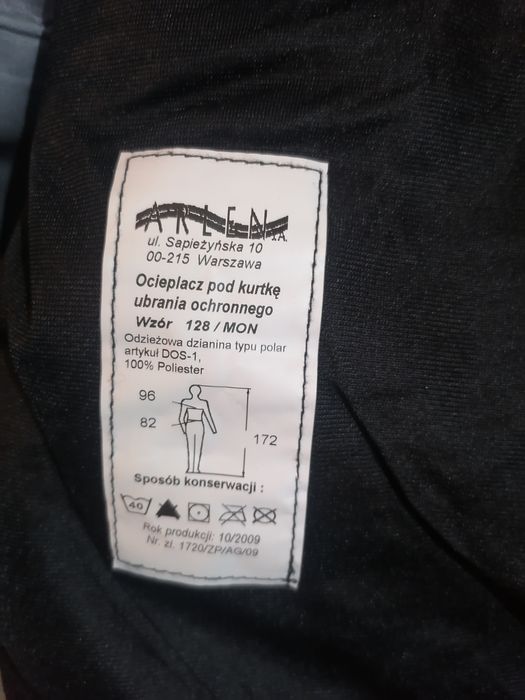 ARLEN S.A.
ul. Sapieżyńska 10
00-215 Warszawa
Ocieplacz pod kurtkę
ubrania ochronnego
Wzór 128 / MON
Odzieżowa dzianina typu polar
artykuł DOS-1,
100% Poliester
96
82
172
Sposób konserwacji :
40
Rok produkcji: 10/2009
Nr. zl. 1720/ZP/AG/09